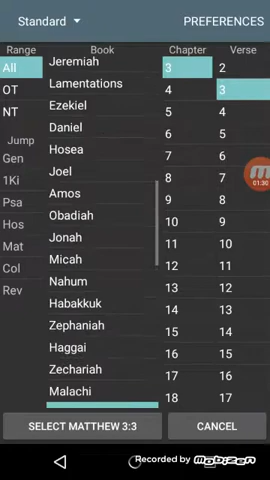 Standard PREFERENCES
Range Book Chapter Verse
All Jeremiah 3 2
OT Lamentations 4 3
NT Ezekiel 5 4
Jump Daniel 6 5
Gen Hosea 7 6
1Ki Joel 8 7
Psa Amos 9 8
Hos Obadiah 10 9
Mat Jonah 11 10
Col Micah 12 11
Rev Nahum 13 12
Habakkuk 14 13
Zephaniah 15 14
Haggai 16 15
Zechariah 17 16
Malachi 18 17
01:30
SELECT MATTHEW 3:3 CANCEL
Recorded by mobizen